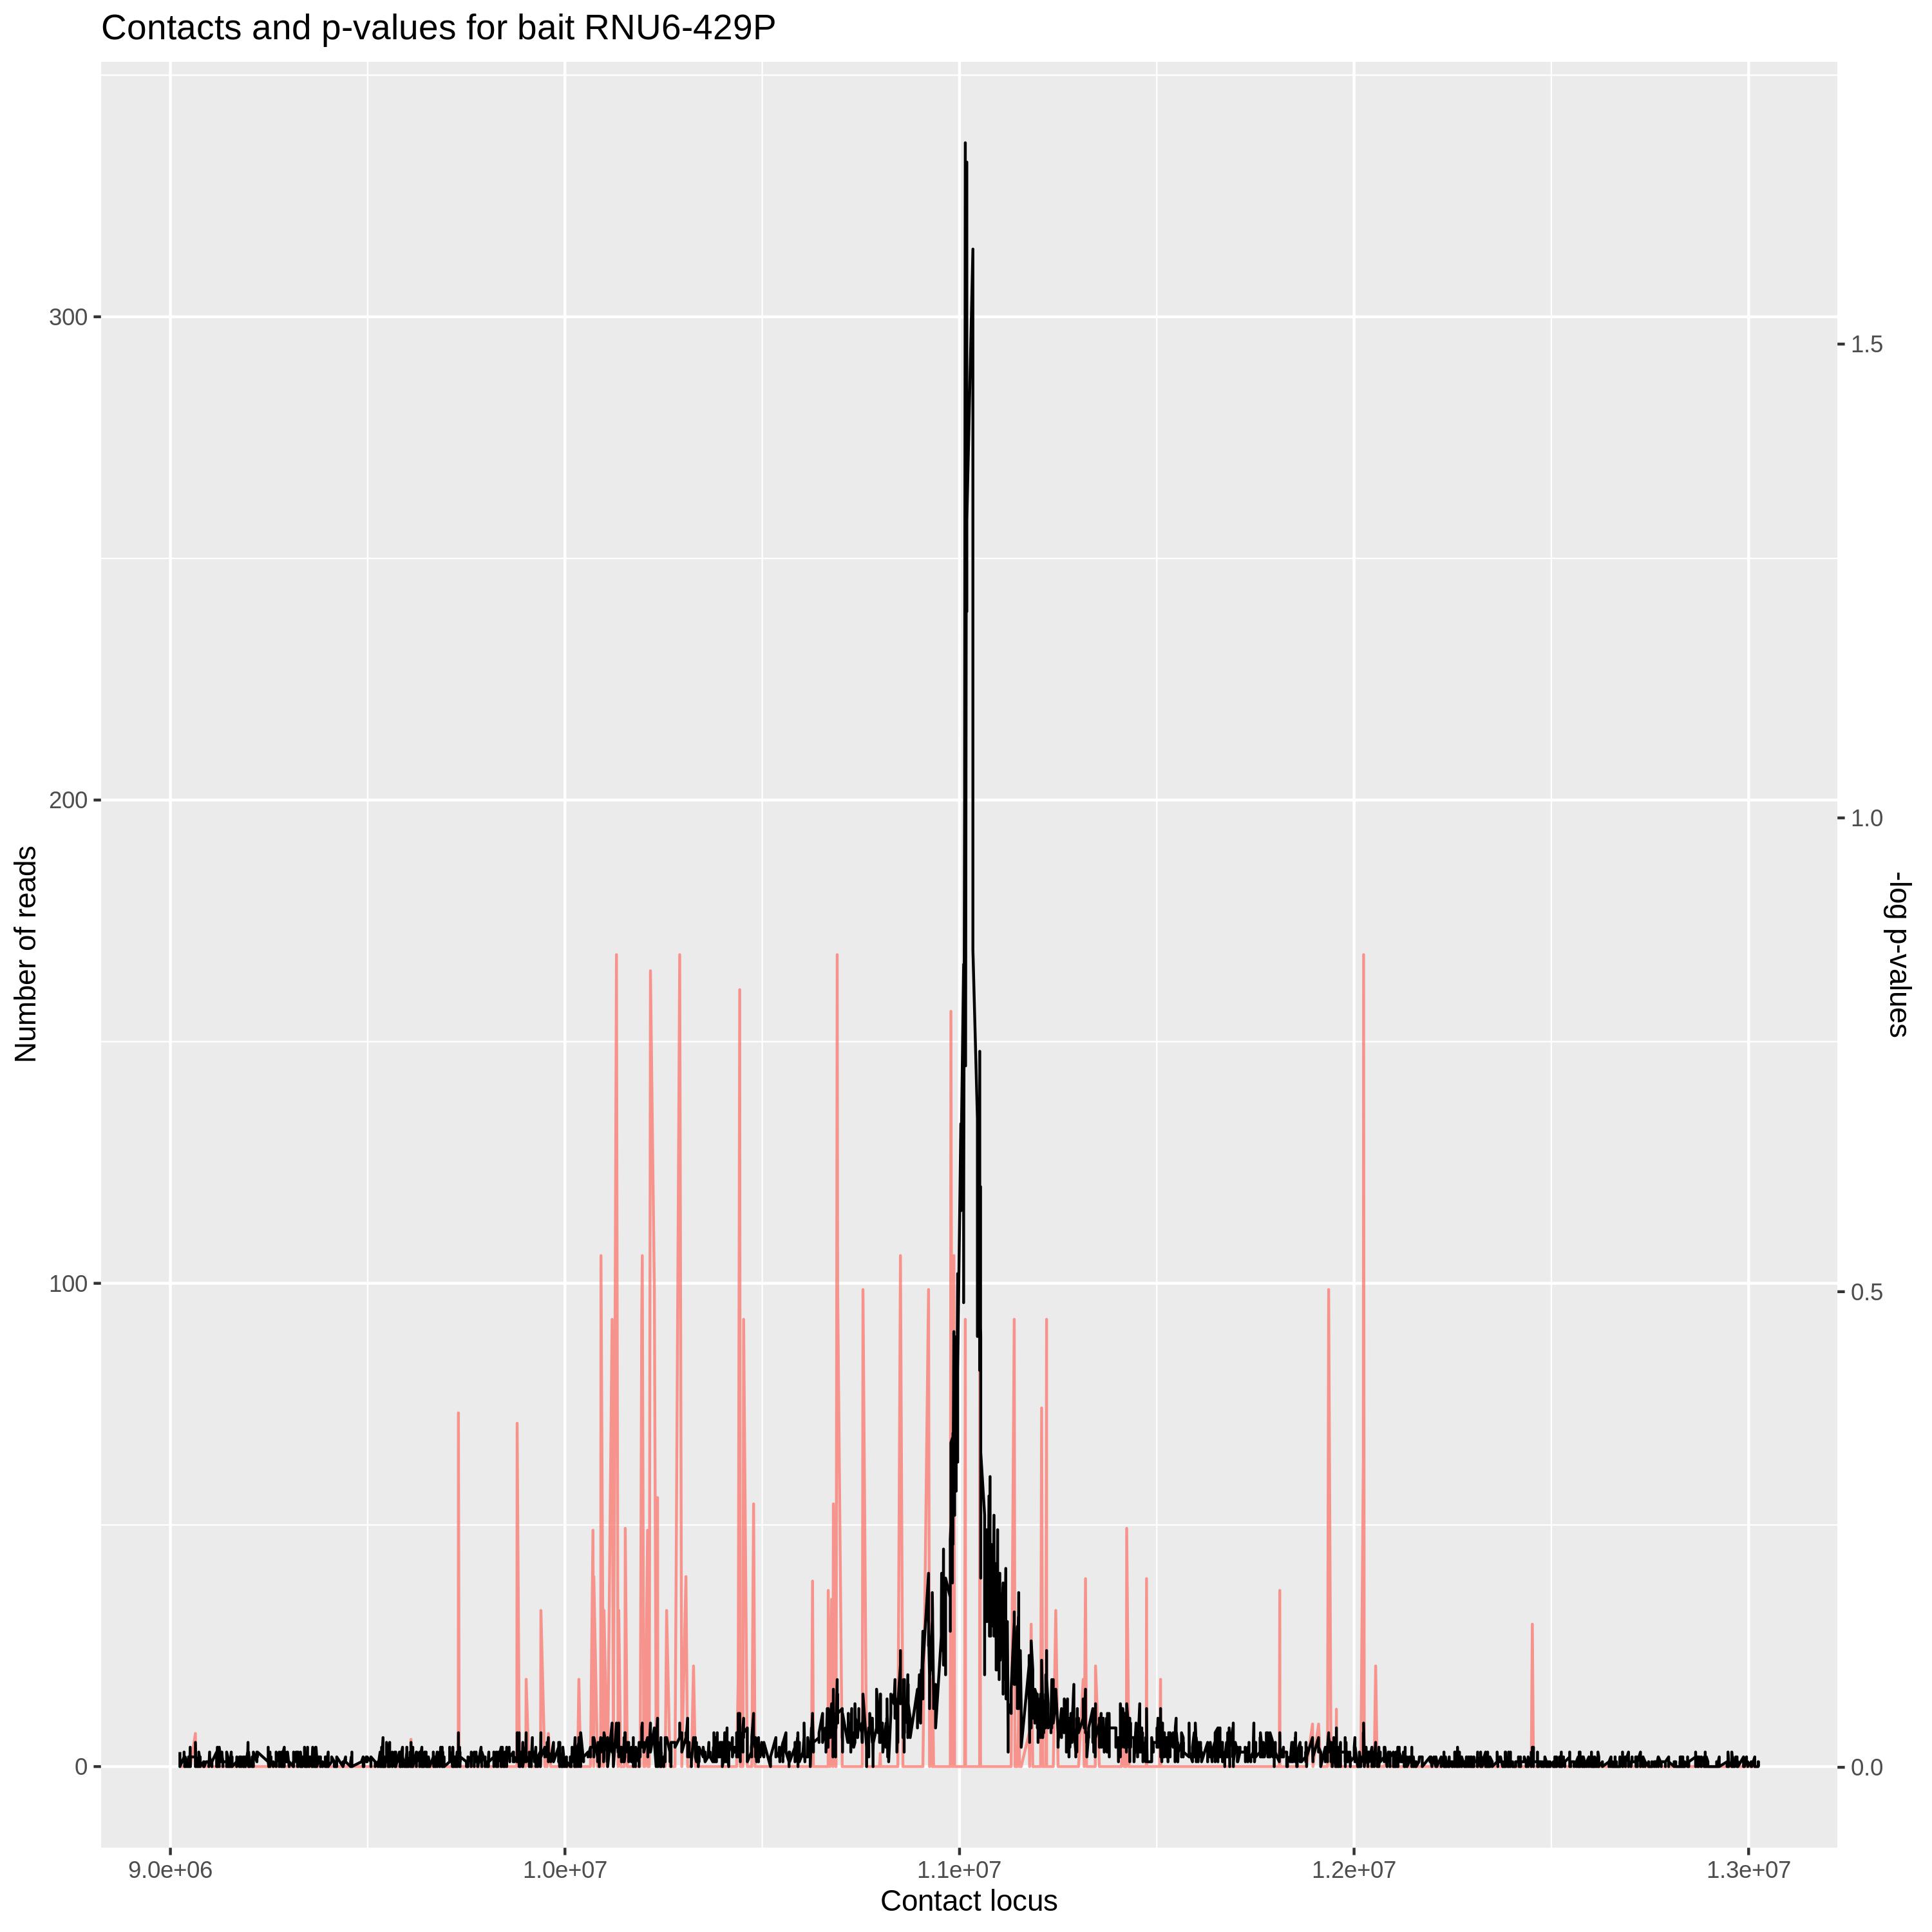 Contacts and p-values for bait RNU6-429P
300
200
100
0
Number of reads
1.5
1.0
0.5
0.0
-log p-values
9.0e+06 1.0e+07 1.1e+07 1.2e+07 1.3e+07
Contact locus